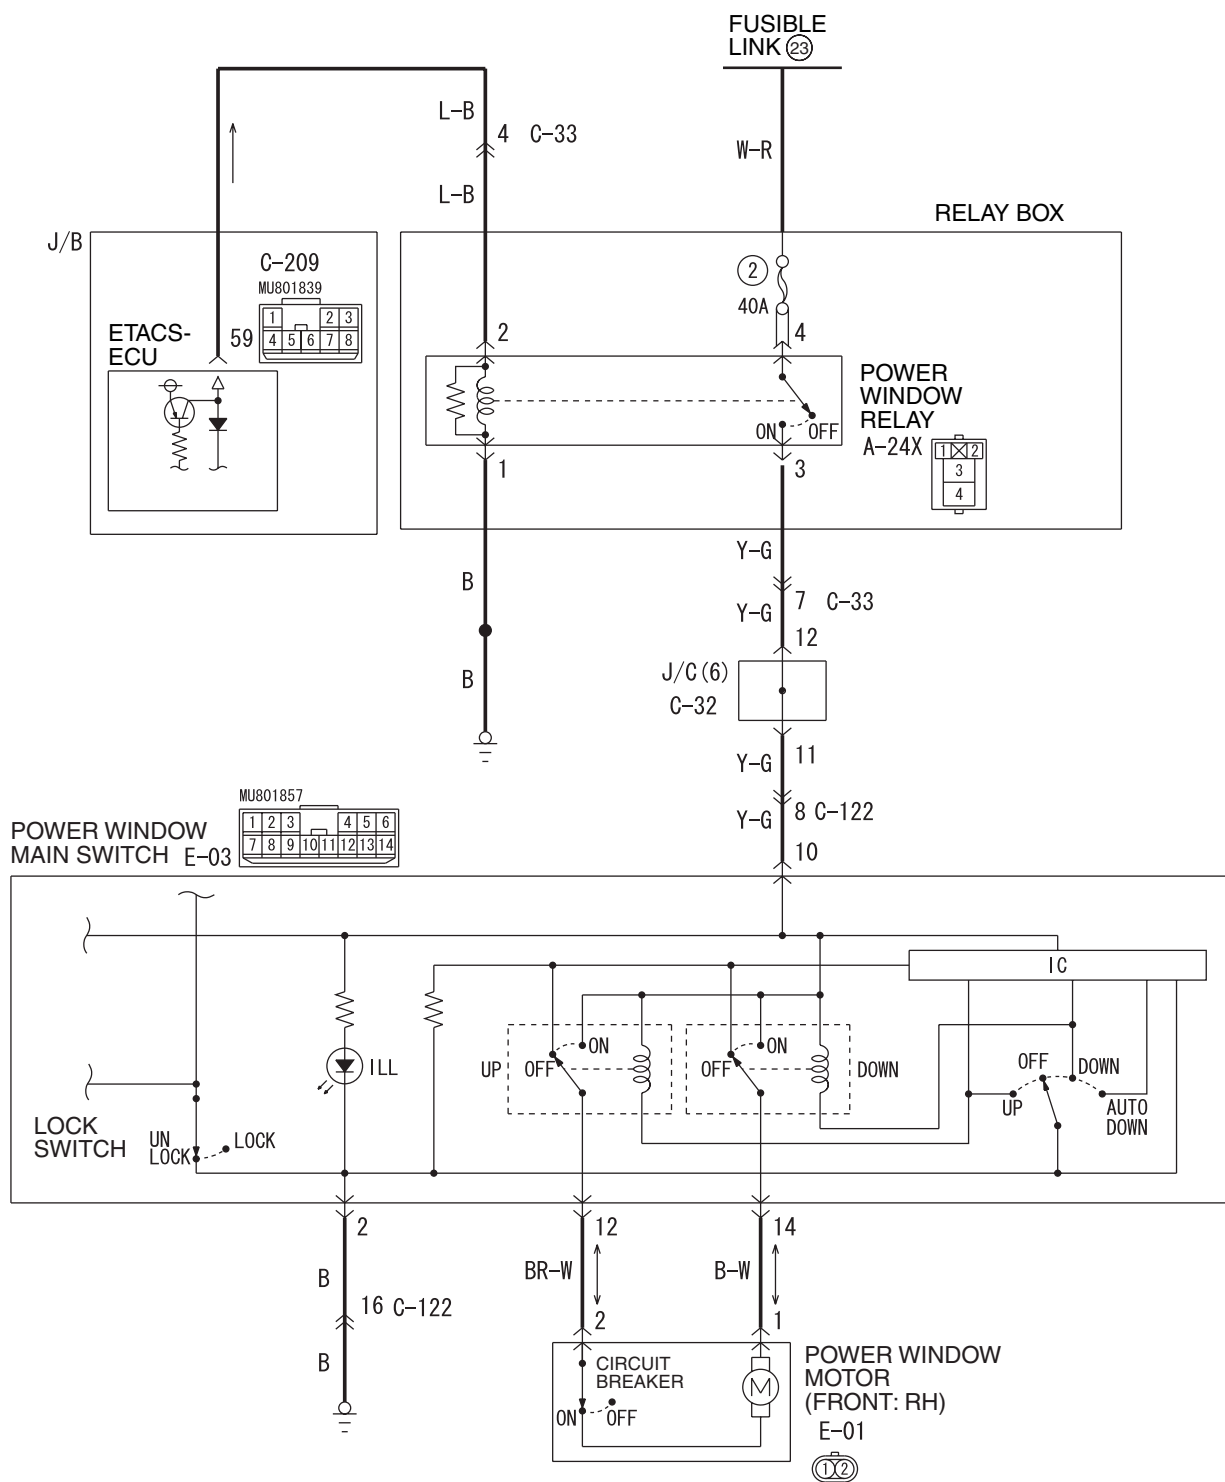 FUSIBLE
LINK 23
L-B
4 C-33
W-R
L-B
RELAY BOX
J/B
C-209
MU801839
1 2 3
4 5 6 7 8
2
40A
ETACS-
ECU
59
2
4
POWER
WINDOW
RELAY
ON OFF
A-24X
1 2
3
4
1
3
Y-G
B
7 C-33
Y-G
12
J/C(6)
C-32
B
11
Y-G
MU801857
1 2 3 4 5 6
7 8 9 10 11 12 13 14
Y-G
8 C-122
POWER WINDOW
MAIN SWITCH E-03
10
IC
ON
ON
UP
OFF
OFF
DOWN
ILL
OFF
DOWN
UP
AUTO
DOWN
LOCK
SWITCH
UN
LOCK
LOCK
2
12
14
BR-W
B-W
B
16 C-122
2
1
B
CIRCUIT
BREAKER
ON OFF
M
POWER WINDOW
MOTOR
(FRONT: RH)
E-01
1 2